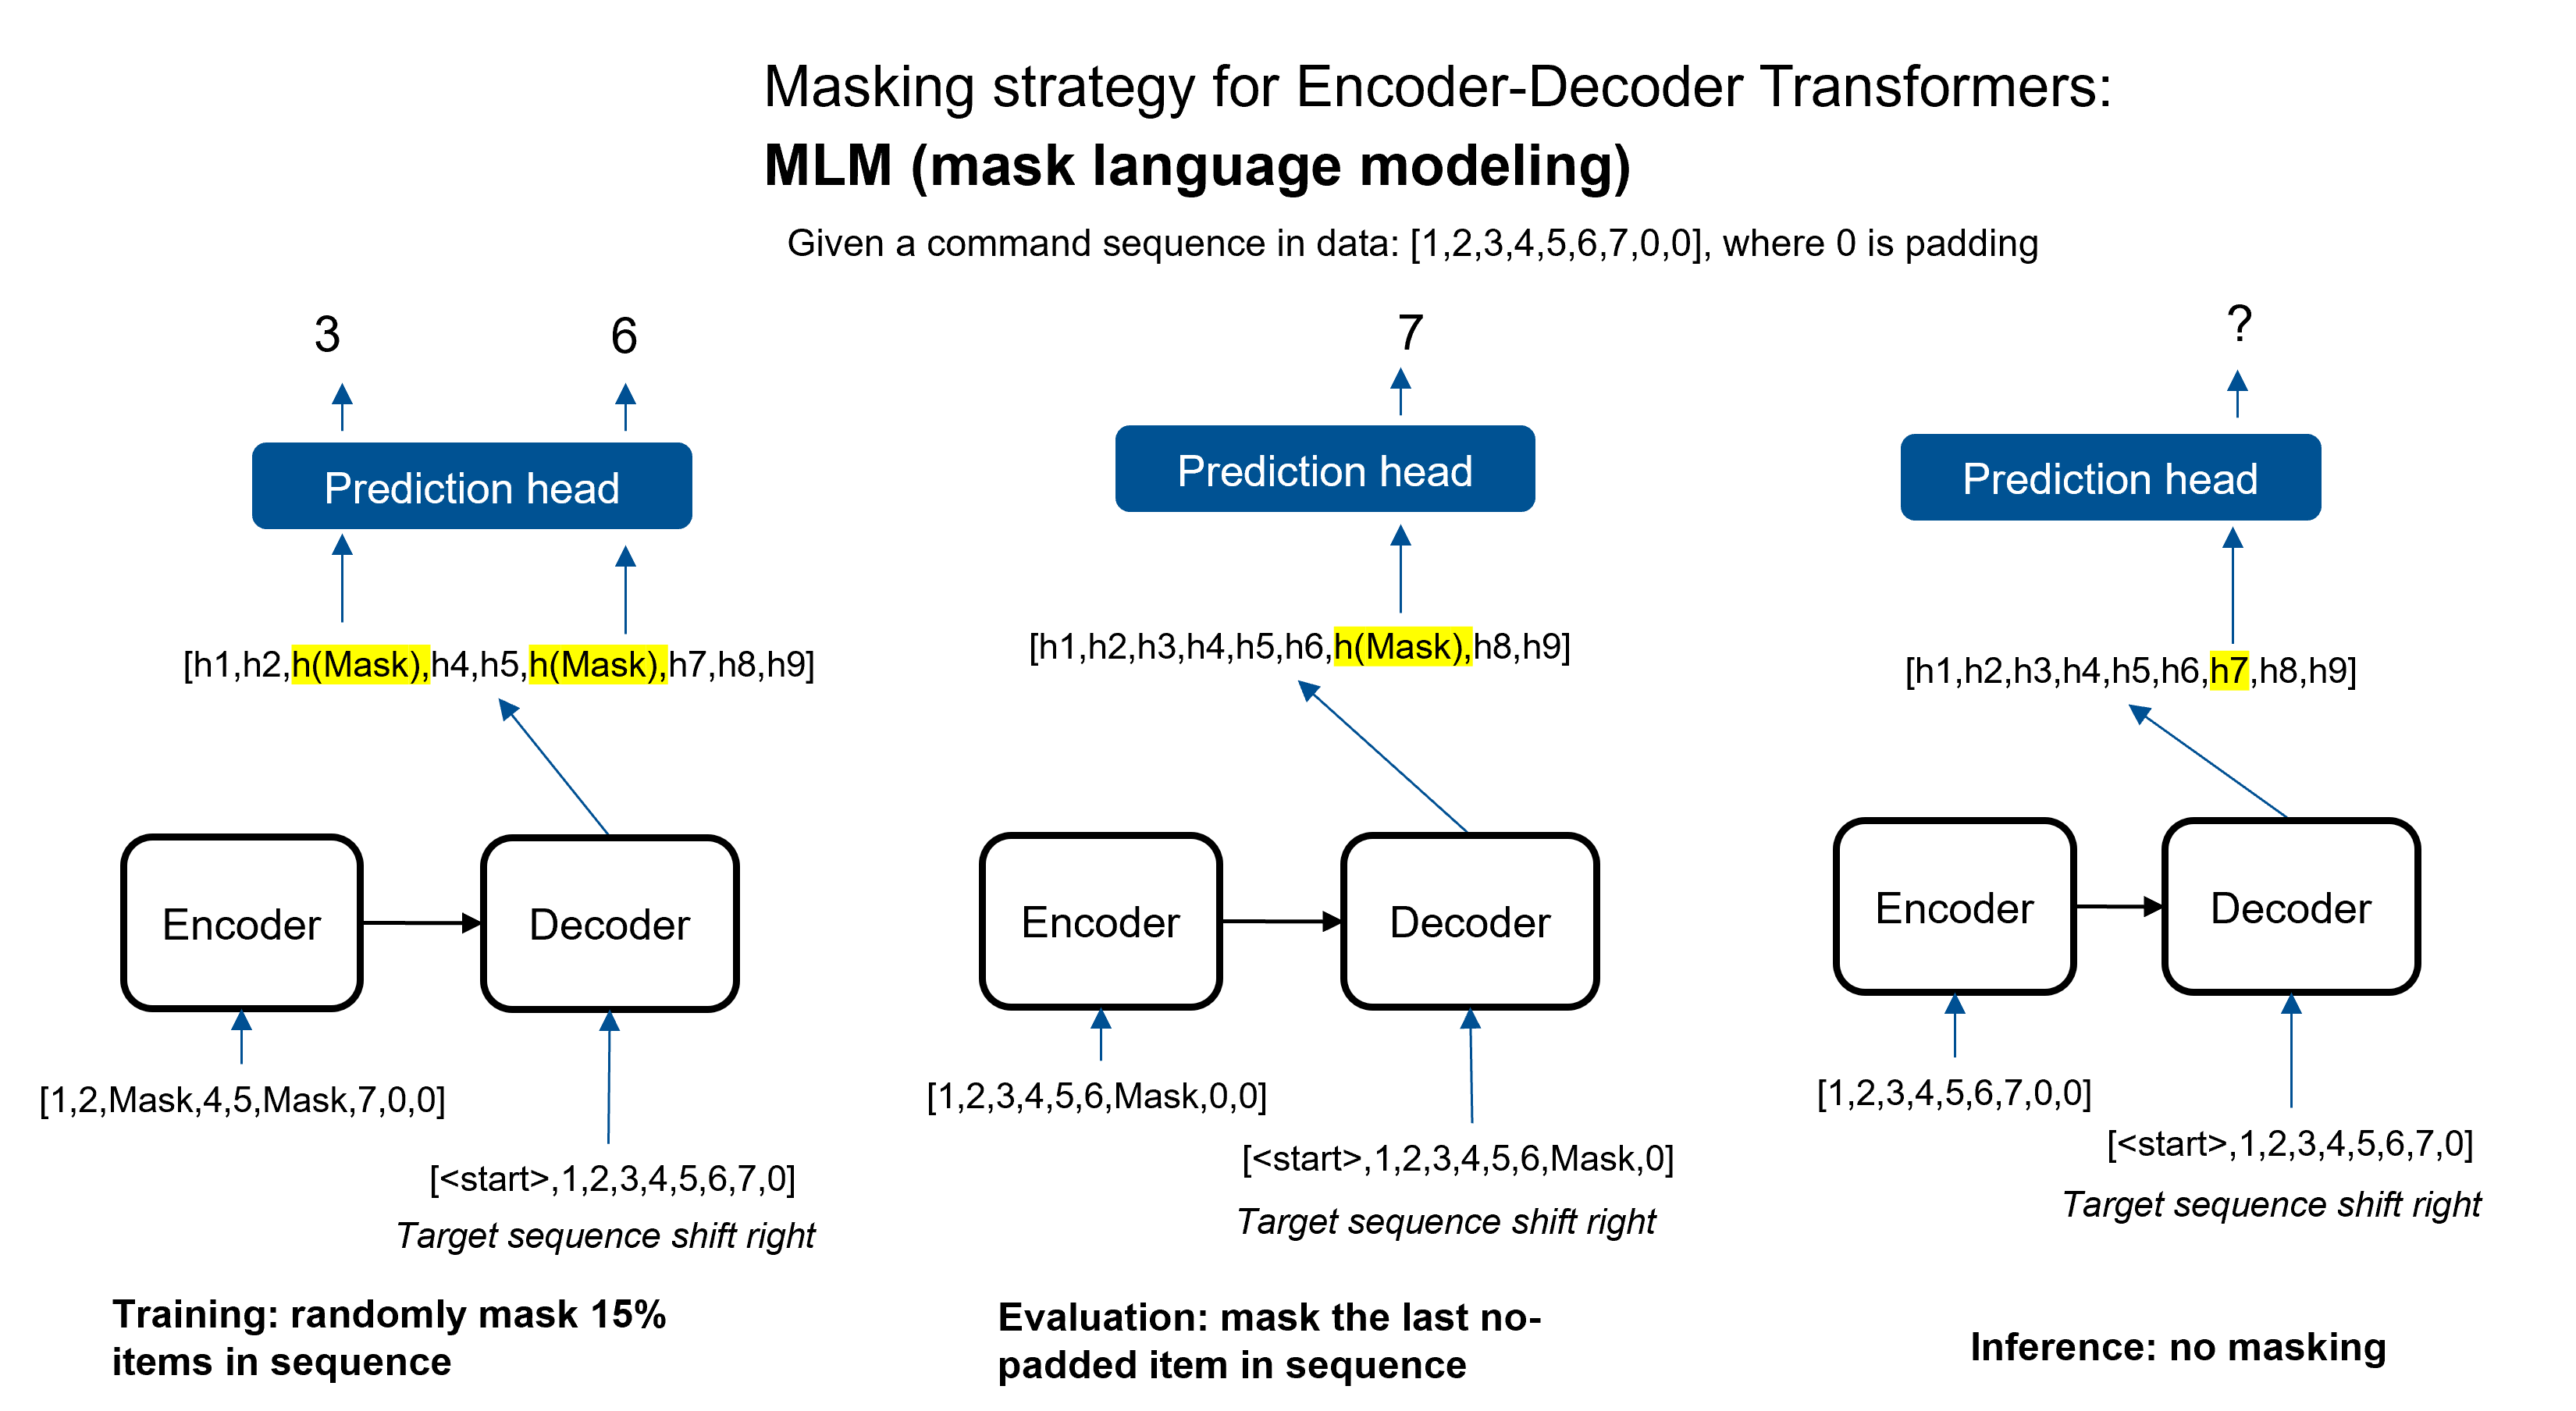 Masking strategy for Encoder-Decoder Transformers:
MLM (mask language modeling)
Given a command sequence in data: [1,2,3,4,5,6,7,0,0], where 0 is padding
3
6
Prediction head
[h1,h2,h(Mask),h4,h5,h(Mask),h7,h8,h9]
Encoder
Decoder
[1,2,Mask,4,5,Mask,7,0,0]
[<start>,1,2,3,4,5,6,7,0]
Target sequence shift right
Training: randomly mask 15%
items in sequence
7
Prediction head
[h1,h2,h3,h4,h5,h6,h(Mask),h8,h9]
Encoder
Decoder
[1,2,3,4,5,6,Mask,0,0]
[<start>,1,2,3,4,5,6,Mask,0]
Target sequence shift right
Evaluation: mask the last no-
padded item in sequence
?
Prediction head
[h1,h2,h3,h4,h5,h6,h7,h8,h9]
Encoder
Decoder
[1,2,3,4,5,6,7,0,0]
[<start>,1,2,3,4,5,6,7,0]
Target sequence shift right
Inference: no masking